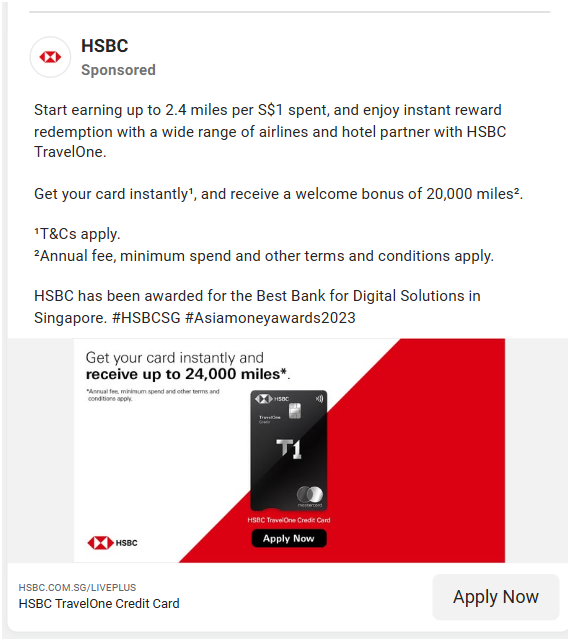 HSBC
Sponsored
Start earning up to 2.4 miles per S$1 spent, and enjoy instant reward
redemption with a wide range of airlines and hotel partner with HSBC
TravelOne.
Get your card instantly¹, and receive a welcome bonus of 20,000 miles².
¹T&Cs apply.
²Annual fee, minimum spend and other terms and conditions apply.
HSBC has been awarded for the Best Bank for Digital Solutions in
Singapore. #HSBCSG #Asiamoneyawards2023
Get your card instantly and
receive up to 24,000 miles*.
*Annual fee, minimum spend and other terms and
conditions apply.
HSBC
TravelOne
Credit
T1
mastercard
HSBC TravelOne Credit Card
Apply Now
HSBC
HSBC.COM.SG/LIVEPLUS
HSBC TravelOne Credit Card
Apply Now